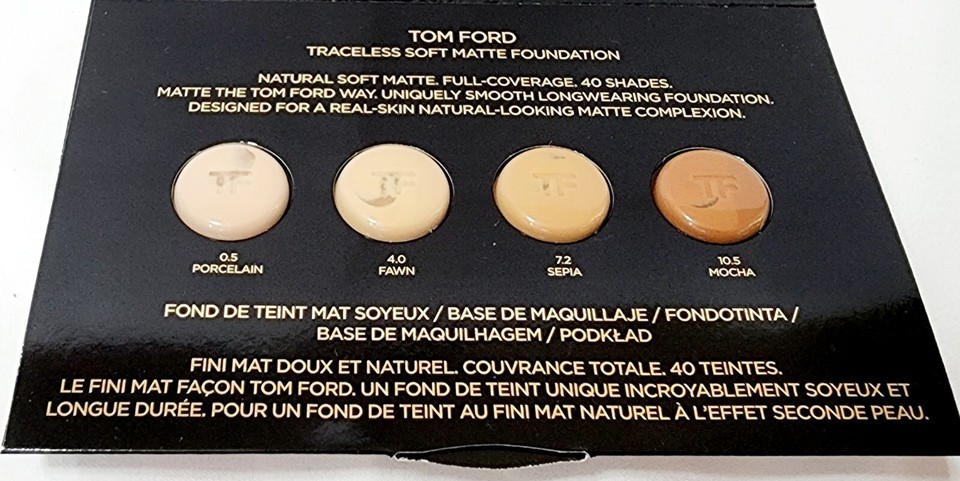 TOM FORD
TRACELESS SOFT MATTE FOUNDATION
NATURAL SOFT MATTE. FULL-COVERAGE. 40 SHADES.
MATTE THE TOM FORD WAY. UNIQUELY SMOOTH LONGWEARING FOUNDATION.
DESIGNED FOR A REAL-SKIN NATURAL-LOOKING MATTE COMPLEXION.
TF TF TF TF
0.5 4.0 7.2 10.5
PORCELAIN FAWN SEPIA MOCHA
FOND DE TEINT MAT SOYEUX / BASE DE MAQUILLAJE / FONDOTINTA /
BASE DE MAQUILHAGEM / PODKŁAD
FINI MAT DOUX ET NATUREL. COUVRANCE TOTALE. 40 TEINTES.
LE FINI MAT FAÇON TOM FORD. UN FOND DE TEINT UNIQUE INCROYABLEMENT SOYEUX ET
LONGUE DURÉE. POUR UN FOND DE TEINT AU FINI MAT NATUREL À L'EFFET SECONDE PEAU.